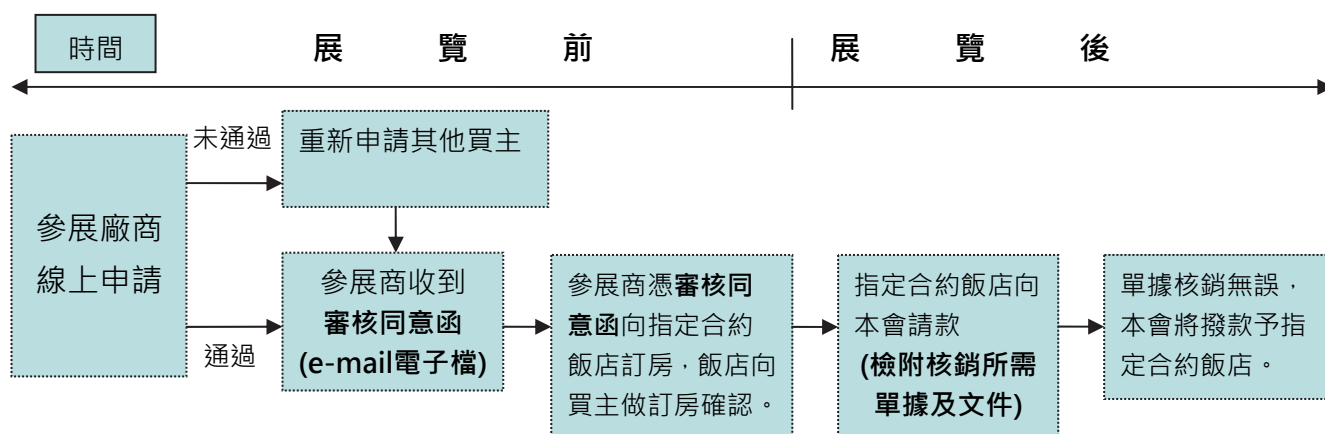 時間
展覽前
展覽後
參展廠商
線上申請
未通過
重新申請其他買主
通過
參展商收到
審核同意函
(e-mail電子檔)
參展商憑審核同
意函向指定合約
飯店訂房，飯店向
買主做訂房確認。
指定合約飯店向
本會請款
(檢附核銷所需
單據及文件)
單據核銷無誤，
本會將撥款予指
定合約飯店。